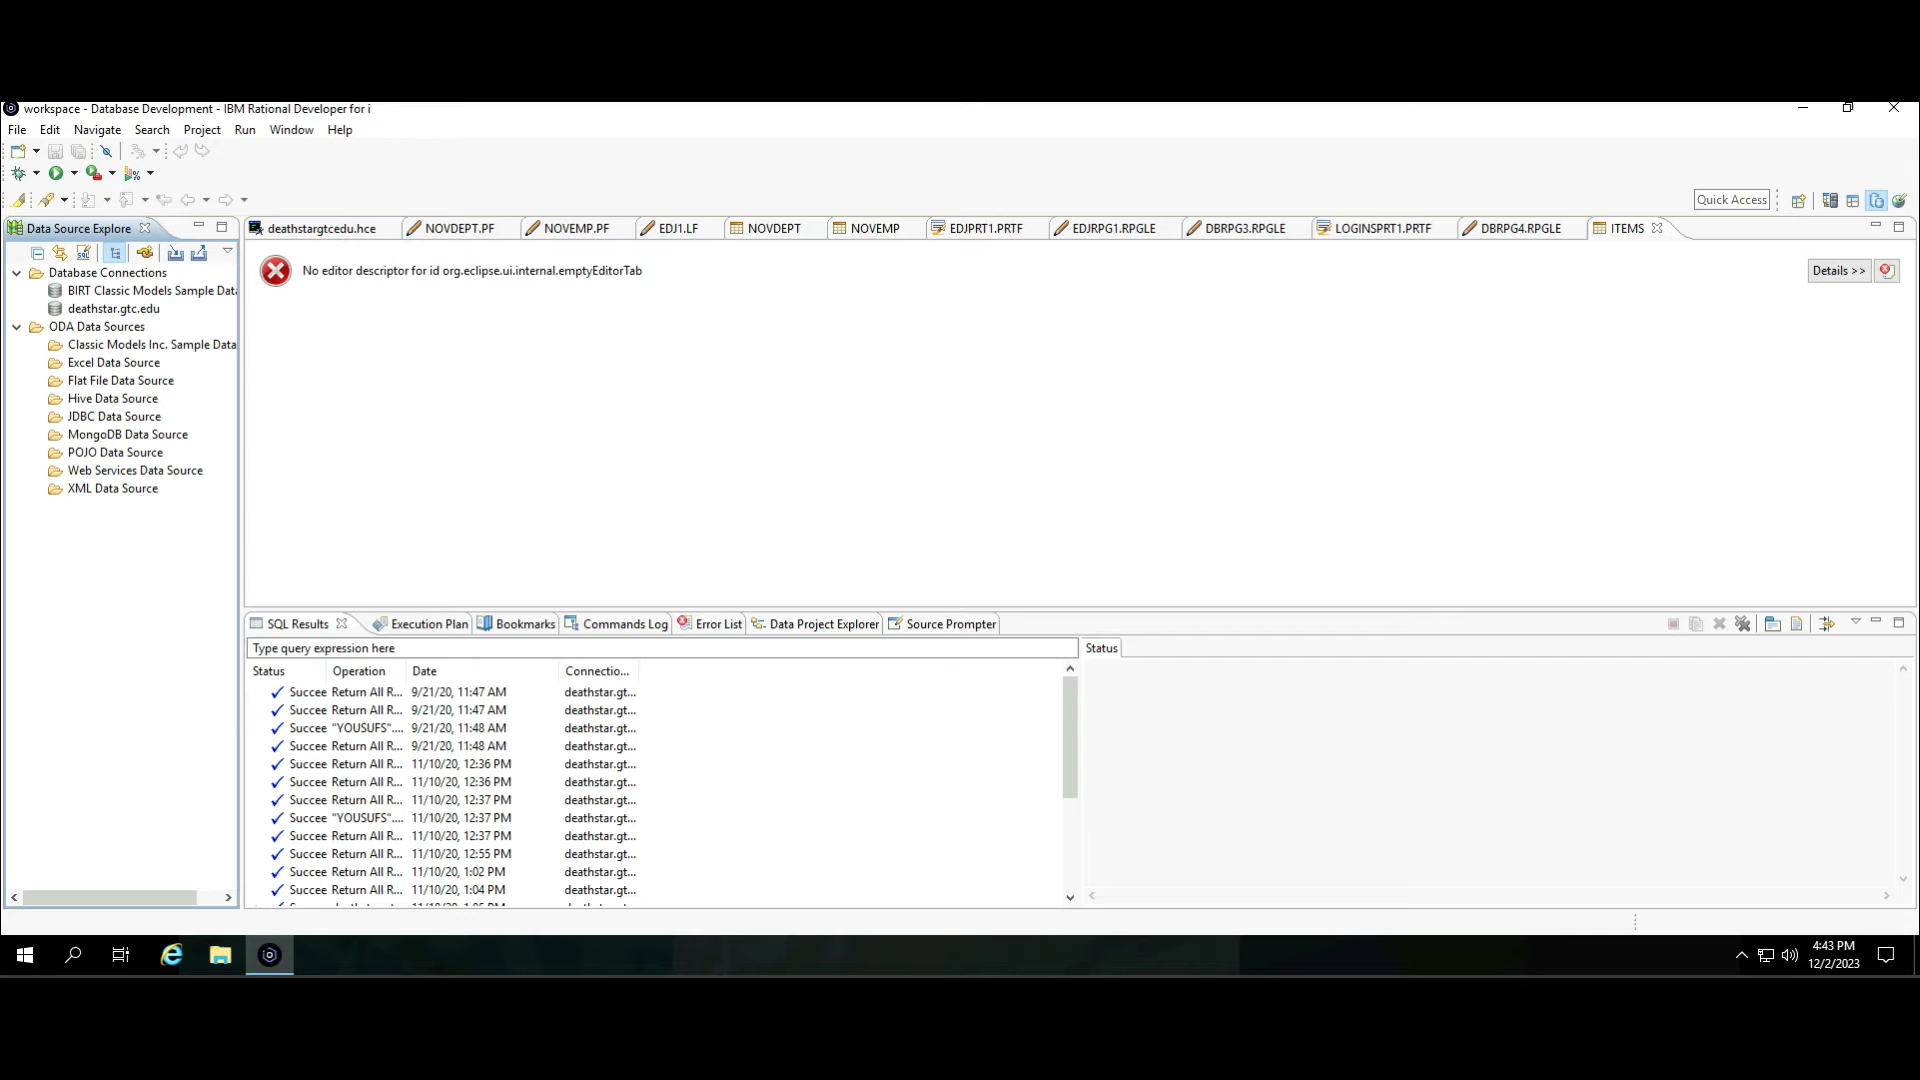 workspace - Database Development - IBM Rational Developer for i
File Edit Navigate Search Project Run Window Help
Quick Access
Data Source Explore
deathstargtcedu.hce NOVDEPT.PF NOVEMP.PF EDJ1.LF NOVDEPT NOVEMP EDJPRT1.PRTF EDJRPG1.RPGLE DBRPG3.RPGLE LOGINSPRT1.PRTF DBRPG4.RPGLE ITEMS
Database Connections
BIRT Classic Models Sample Data
deathstar.gtc.edu
ODA Data Sources
Classic Models Inc. Sample Data
Excel Data Source
Flat File Data Source
Hive Data Source
JDBC Data Source
MongoDB Data Source
POJO Data Source
Web Services Data Source
XML Data Source
No editor descriptor for id org.eclipse.ui.internal.emptyEditorTab
Details >>
SQL Results Execution Plan Bookmarks Commands Log Error List Data Project Explorer Source Prompter
Type query expression here
Status
Status Operation Date Connectio...
Succee Return All R... 9/21/20, 11:47 AM deathstar.gt...
Succee Return All R... 9/21/20, 11:47 AM deathstar.gt...
Succee "YOUSUFS".... 9/21/20, 11:48 AM deathstar.gt...
Succee Return All R... 9/21/20, 11:48 AM deathstar.gt...
Succee Return All R... 11/10/20, 12:36 PM deathstar.gt...
Succee Return All R... 11/10/20, 12:36 PM deathstar.gt...
Succee Return All R... 11/10/20, 12:37 PM deathstar.gt...
Succee "YOUSUFS".... 11/10/20, 12:37 PM deathstar.gt...
Succee Return All R... 11/10/20, 12:37 PM deathstar.gt...
Succee Return All R... 11/10/20, 12:55 PM deathstar.gt...
Succee Return All R... 11/10/20, 1:02 PM deathstar.gt...
Succee Return All R... 11/10/20, 1:04 PM deathstar.gt...
4:43 PM
12/2/2023